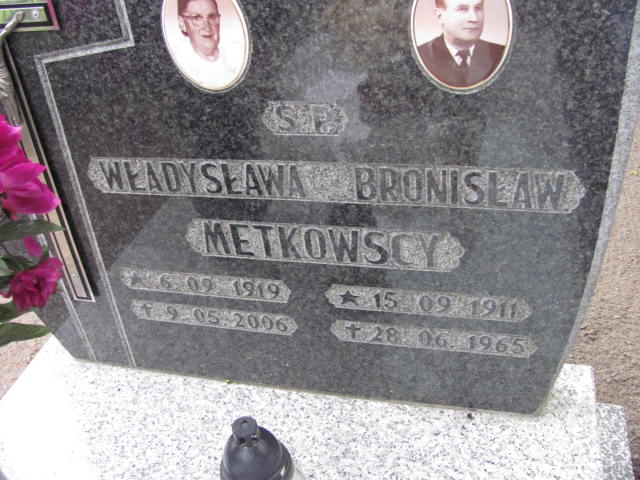 Ś.P.
WŁADYSŁAWA BRONISŁAW
METKOWSCY
★ 6.09.1919 ★ 15.09.1911
✝ 9.05.2006 ✝ 28.06.1965